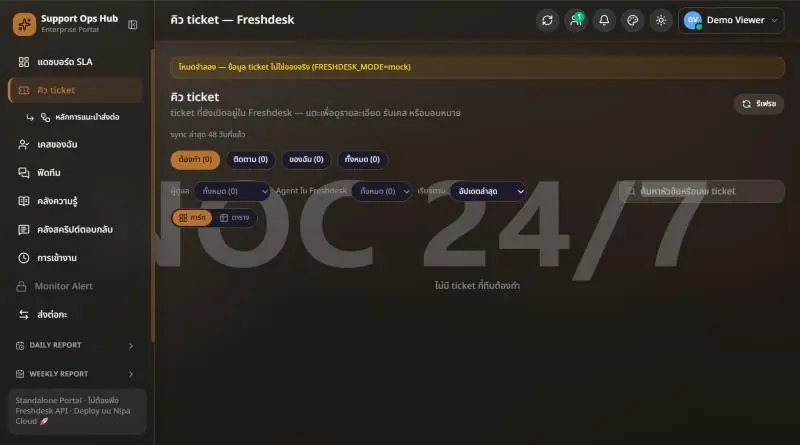 Support Ops Hub
Enterprise Portal
แดชบอร์ด SLA
คิว ticket
หลักการแนะนำส่งต่อ
เคสของฉัน
ฟีดทีม
คลังความรู้
คลังสคริปต์ตอบกลับ
การเข้างาน
Monitor Alert
ส่งต่อกะ
DAILY REPORT
WEEKLY REPORT
Standalone Portal · ไม่ต้องพึ่ง
Freshdesk API · Deploy บน Nipa
Cloud 🚀
คิว ticket — Freshdesk
1
DV
Demo Viewer
โหมดจำลอง — ข้อมูล ticket ไม่ใช่ของจริง (FRESHDESK_MODE=mock)
คิว ticket
ticket ที่ยังเปิดอยู่ใน Freshdesk — แตะเพื่อดูรายละเอียด รับเคส หรือมอบหมาย
รีเฟรช
sync ล่าสุด 48 วันที่แล้ว
ต้องทำ (0) ติดตาม (0) ของฉัน (0) ทั้งหมด (0)
ผู้ดูแล ทั้งหมด (0) Agent ใน Freshdesk ทั้งหมด (0) เรียงตาม อัปเดตล่าสุด ค้นหาหัวข้อหรือเลข ticket
การ์ด ตาราง
NOC 24/7
ไม่มี ticket ที่ทีมต้องทำ